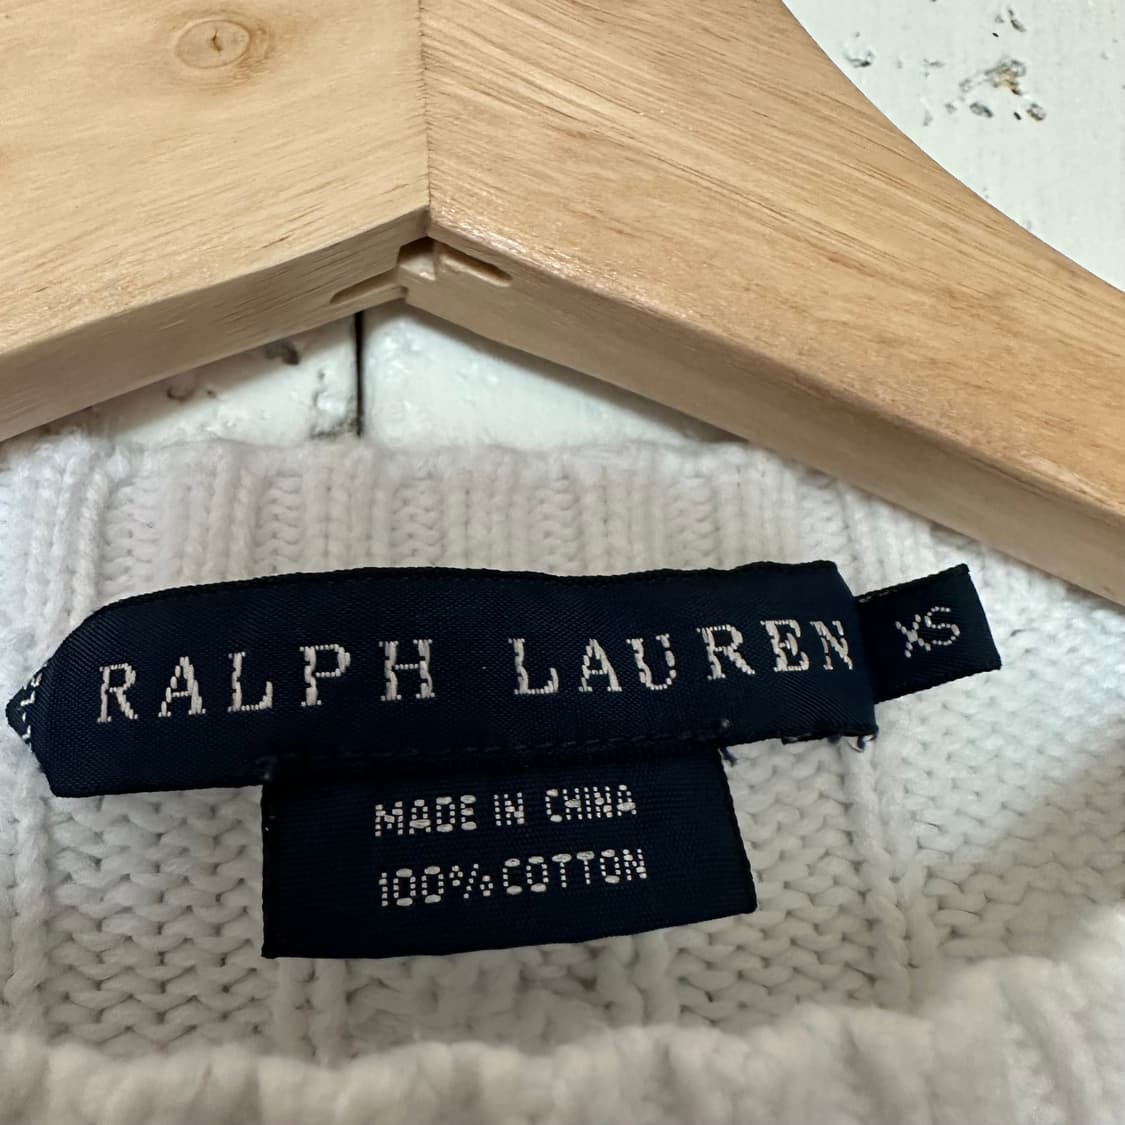 RALPH LAUREN
XS
MADE IN CHINA
100% COTTON